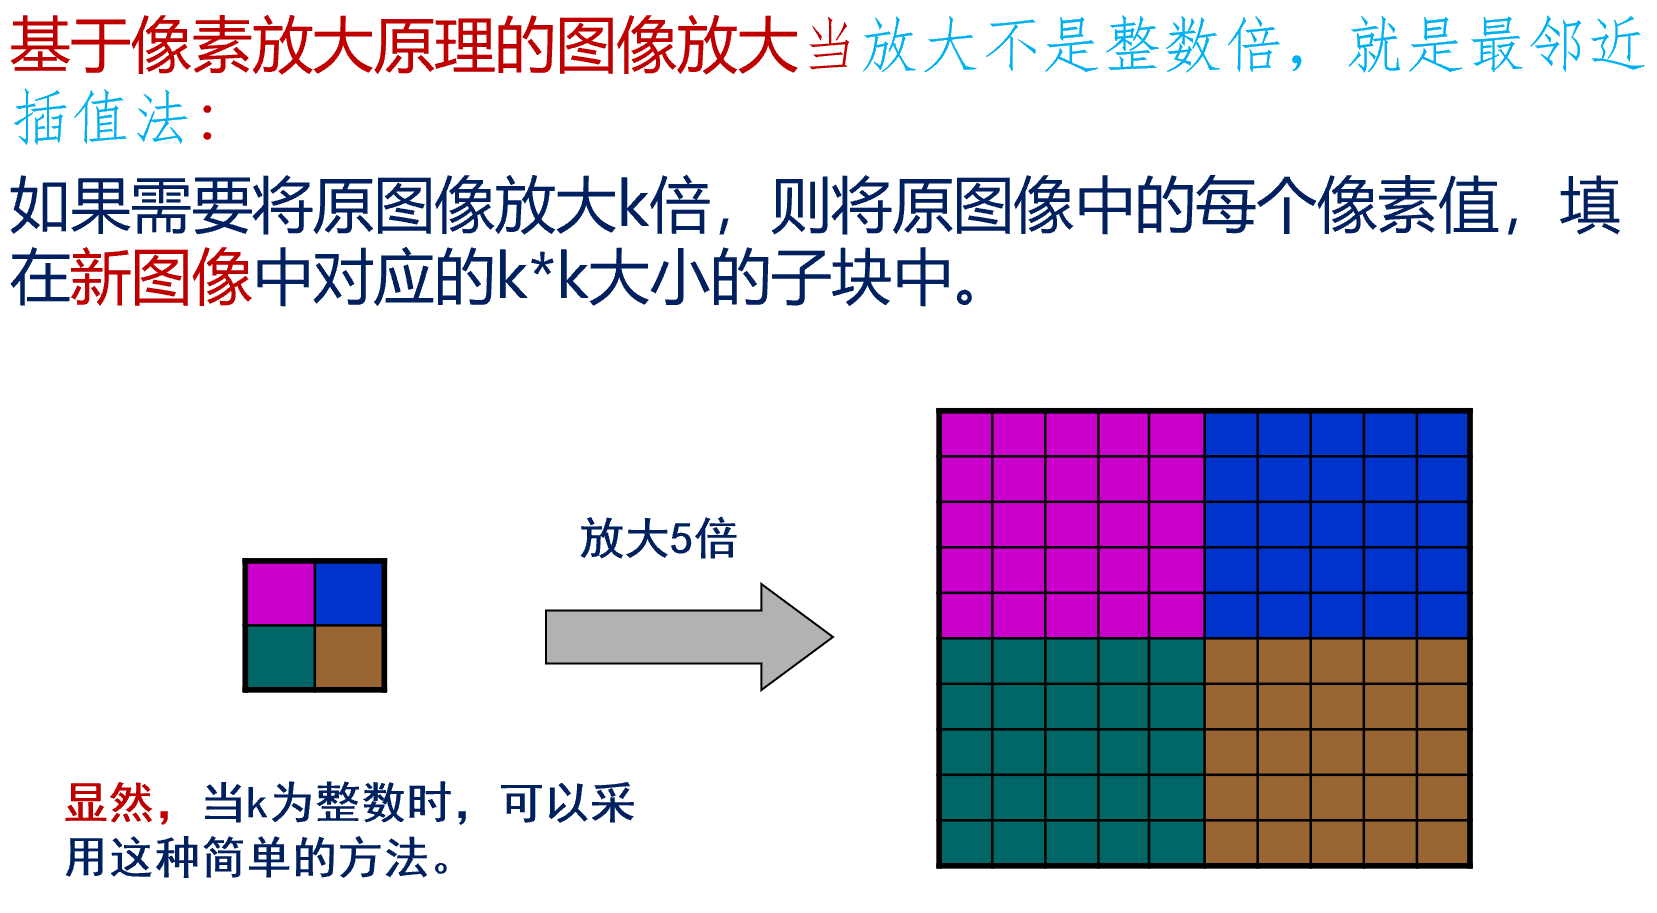 基于像素放大原理的图像放大当放大不是整数倍，就是最邻近
插值法：
如果需要将原图像放大k倍，则将原图像中的每个像素值，填
在新图像中对应的k*k大小的子块中。
放大5倍
显然，当k为整数时，可以采
用这种简单的方法。